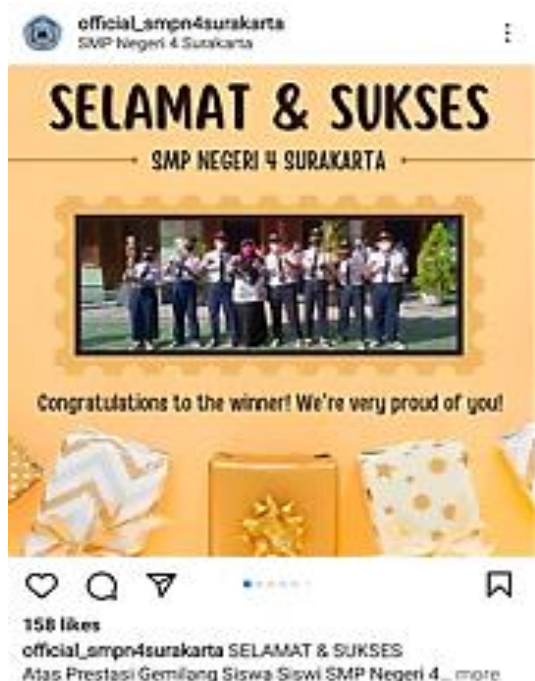 official_smpn4surakarta
SMP Negeri 4 Surakarta
SELAMAT & SUKSES
SMP NEGERI 4 SURAKARTA
Congratulations to the winner! We're very proud of you!
158 likes
official_smpn4surakarta SELAMAT & SUKSES
Atas Prestasi Gemilang Siswa Siswi SMP Negeri 4... more